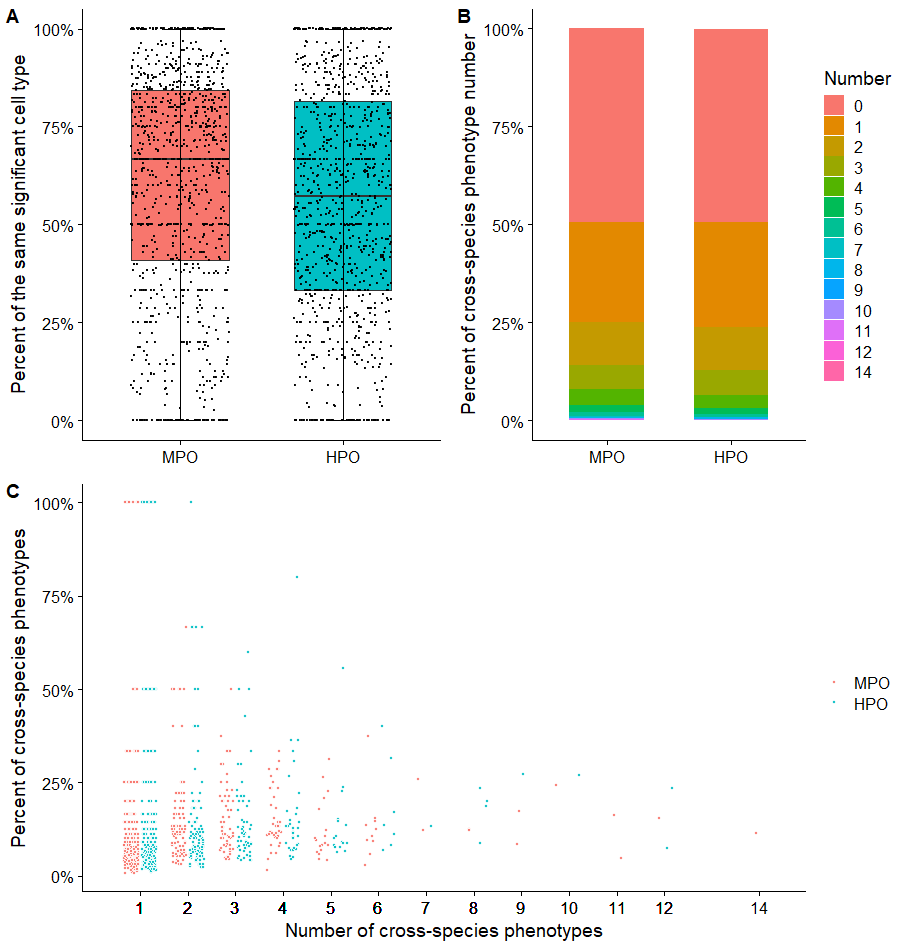 A
Percent of the same significant cell type
100%
75%
50%
25%
0%
MPO
HPO
B
Percent of cross-species phenotype number
100%
75%
50%
25%
0%
MPO
HPO
Number
0
1
2
3
4
5
6
7
8
9
10
11
12
14
C
Percent of cross-species phenotypes
100%
75%
50%
25%
0%
1 2 3 4 5 6 7 8 9 10 11 12 14
Number of cross-species phenotypes
MPO
HPO